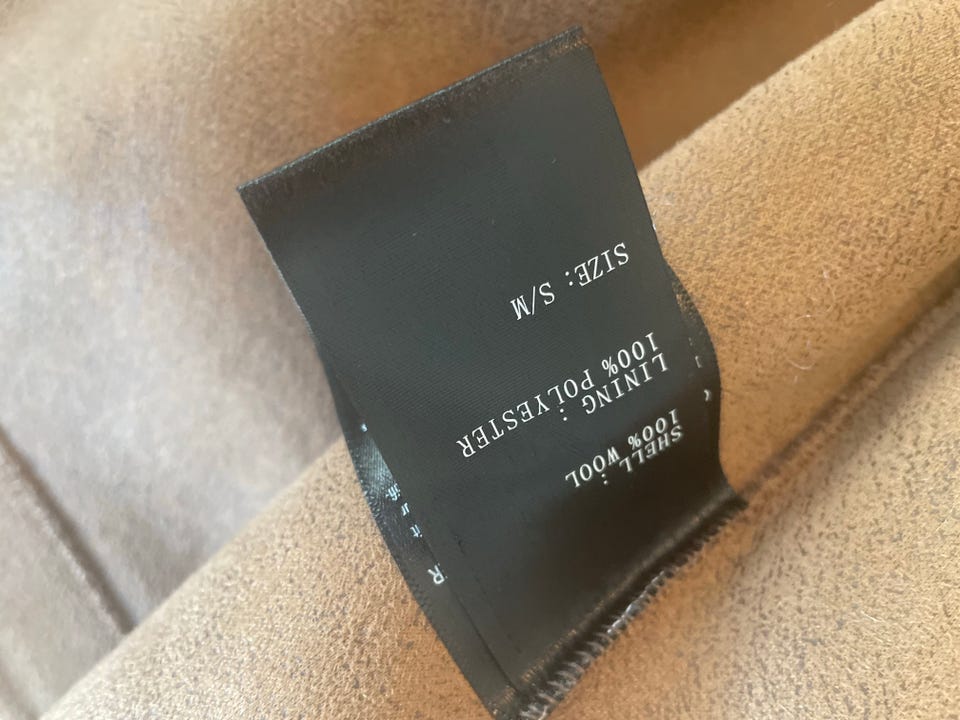 SHELL :
100% WOOL
LINING :
100% POLYESTER
SIZE: S/M
R